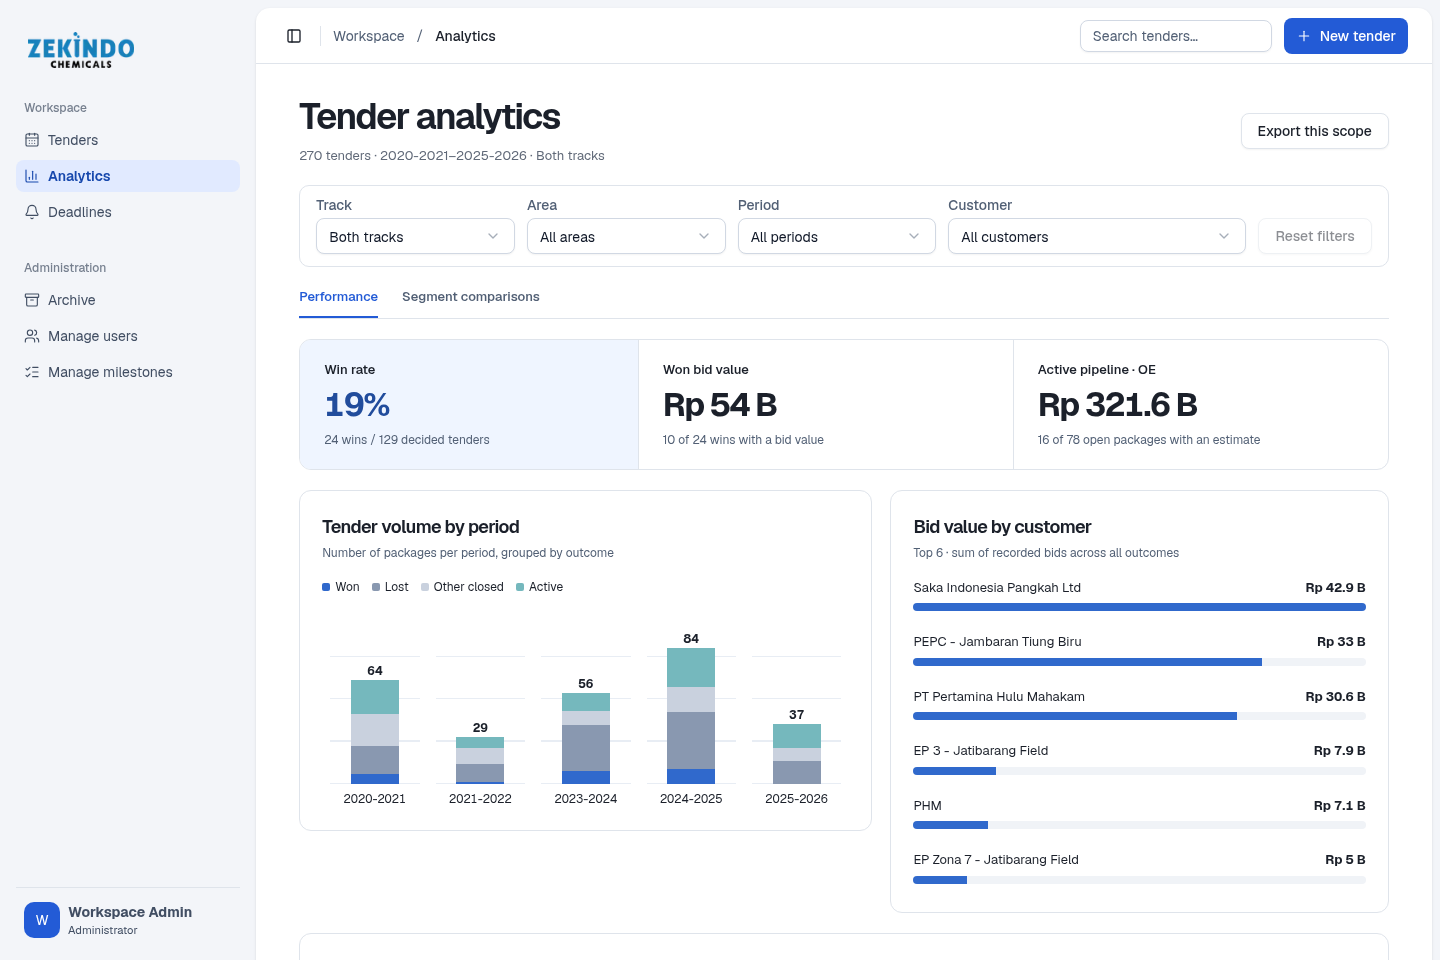 ZEKİNDO
CHEMICALS
Workspace
Tenders
Analytics
Deadlines
Administration
Archive
Manage users
Manage milestones
W
Workspace Admin
Administrator
Workspace / Analytics
Search tenders...
New tender
Tender analytics
270 tenders · 2020-2021–2025-2026 · Both tracks
Export this scope
Track
Area
Period
Customer
Both tracks
All areas
All periods
All customers
Reset filters
Performance
Segment comparisons
Win rate
19%
24 wins / 129 decided tenders
Won bid value
Rp 54 B
10 of 24 wins with a bid value
Active pipeline · OE
Rp 321.6 B
16 of 78 open packages with an estimate
Tender volume by period
Number of packages per period, grouped by outcome
Won
Lost
Other closed
Active
64
29
56
84
37
2020-2021
2021-2022
2023-2024
2024-2025
2025-2026
Bid value by customer
Top 6 · sum of recorded bids across all outcomes
Saka Indonesia Pangkah Ltd Rp 42.9 B
PEPC - Jambaran Tiung Biru Rp 33 B
PT Pertamina Hulu Mahakam Rp 30.6 B
EP 3 - Jatibarang Field Rp 7.9 B
PHM Rp 7.1 B
EP Zona 7 - Jatibarang Field Rp 5 B